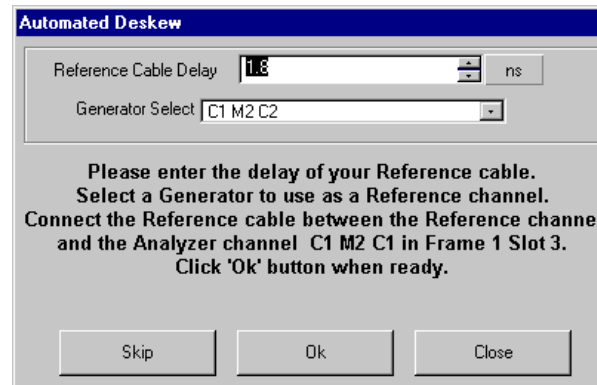 Automated Deskew
Reference Cable Delay 1.8 ns
Generator Select C1 M2 C2
Please enter the delay of your Reference cable.
Select a Generator to use as a Reference channel.
Connect the Reference cable between the Reference channe
and the Analyzer channel C1 M2 C1 in Frame 1 Slot 3.
Click 'Ok' button when ready.
Skip Ok Close